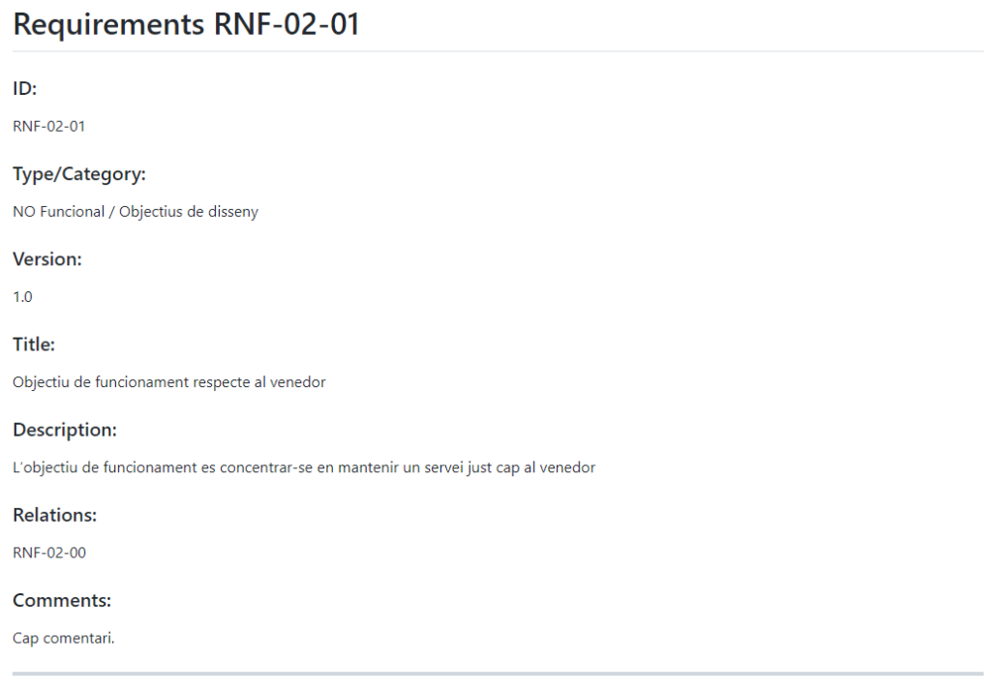 Requirements RNF-02-01
ID:
RNF-02-01
Type/Category:
NO Funcional / Objectius de disseny
Version:
1.0
Title:
Objectiu de funcionament respecte al venedor
Description:
L'objectiu de funcionament es concentrar-se en mantenir un servei just cap al venedor
Relations:
RNF-02-00
Comments:
Cap comentari.